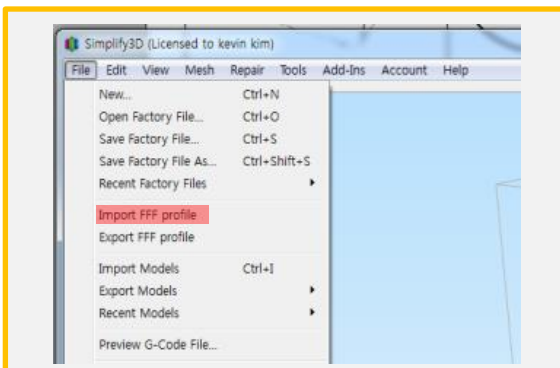 Simplify3D (Licensed to kevin kim)
File Edit View Mesh Repair Tools Add-Ins Account Help
New... Ctrl+N
Open Factory File... Ctrl+O
Save Factory File... Ctrl+S
Save Factory File As... Ctrl+Shift+S
Recent Factory Files
Import FFF profile
Export FFF profile
Import Models Ctrl+I
Export Models
Recent Models
Preview G-Code File...